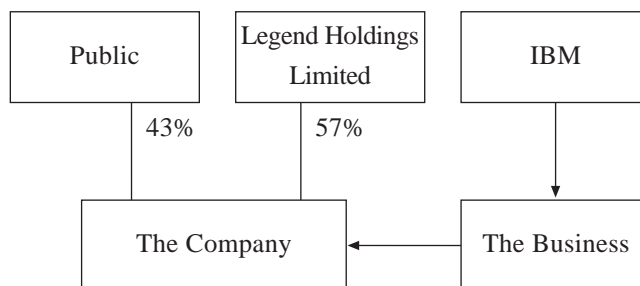 Public
Legend Holdings
Limited
IBM
43%
57%
The Company
The Business